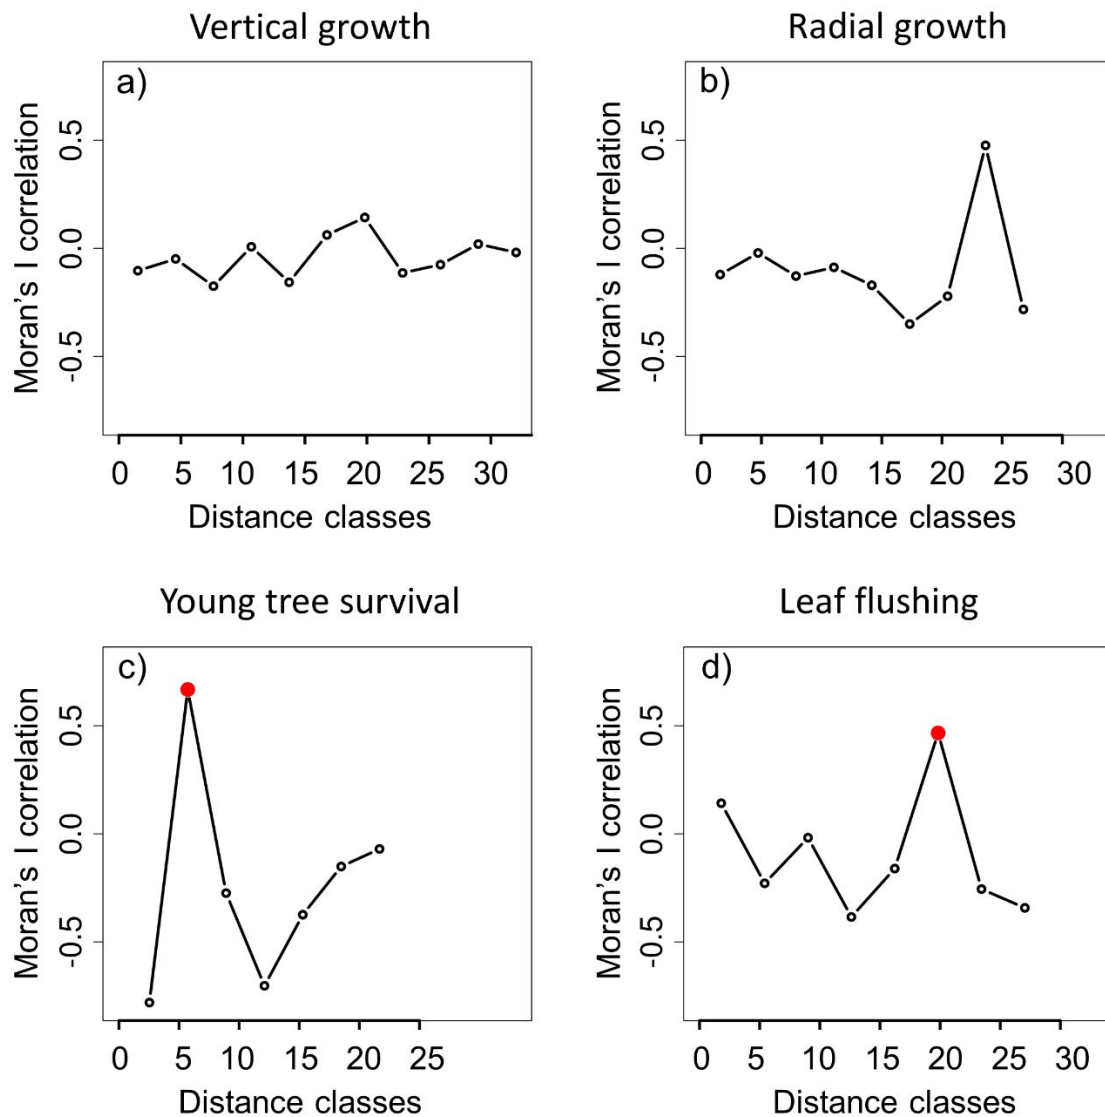 Vertical growth
Radial growth
a)
b)
Moran's I correlation
0.5
0.0
-0.5
Moran's I correlation
0.5
0.0
-0.5
0 5 10 15 20 25 30
0 5 10 15 20 25 30
Distance classes
Distance classes
Young tree survival
Leaf flushing
c)
d)
Moran's I correlation
0.5
0.0
-0.5
Moran's I correlation
0.5
0.0
-0.5
0 5 10 15 20 25
0 5 10 15 20 25 30
Distance classes
Distance classes